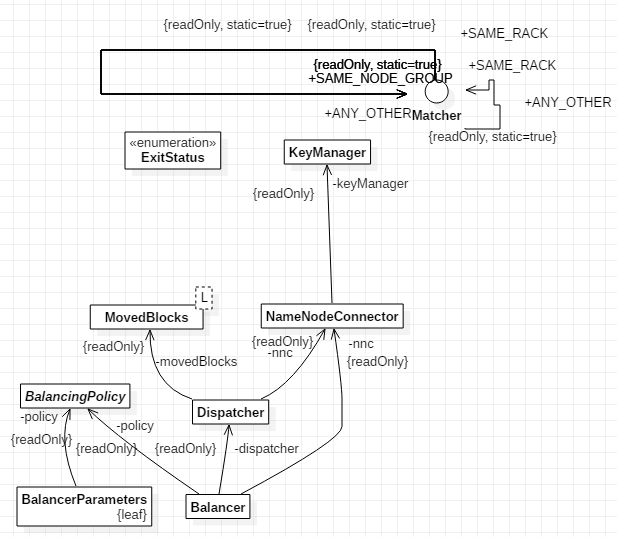 {readOnly, static=true} {readOnly, static=true}
+SAME_RACK
{readOnly, static=true}
+SAME_RACK
+SAME_NODE_GROUP
+ANY_OTHER
+ANY_OTHER
Matcher
{readOnly, static=true}
«enumeration»
ExitStatus
KeyManager
-keyManager
{readOnly}
L
MovedBlocks
NameNodeConnector
{readOnly}
-movedBlocks
{readOnly}
-nnc
-nnc
{readOnly}
BalancingPolicy
Dispatcher
-policy
{readOnly}
-policy
{readOnly}
{readOnly}
-dispatcher
BalancerParameters
{leaf}
Balancer